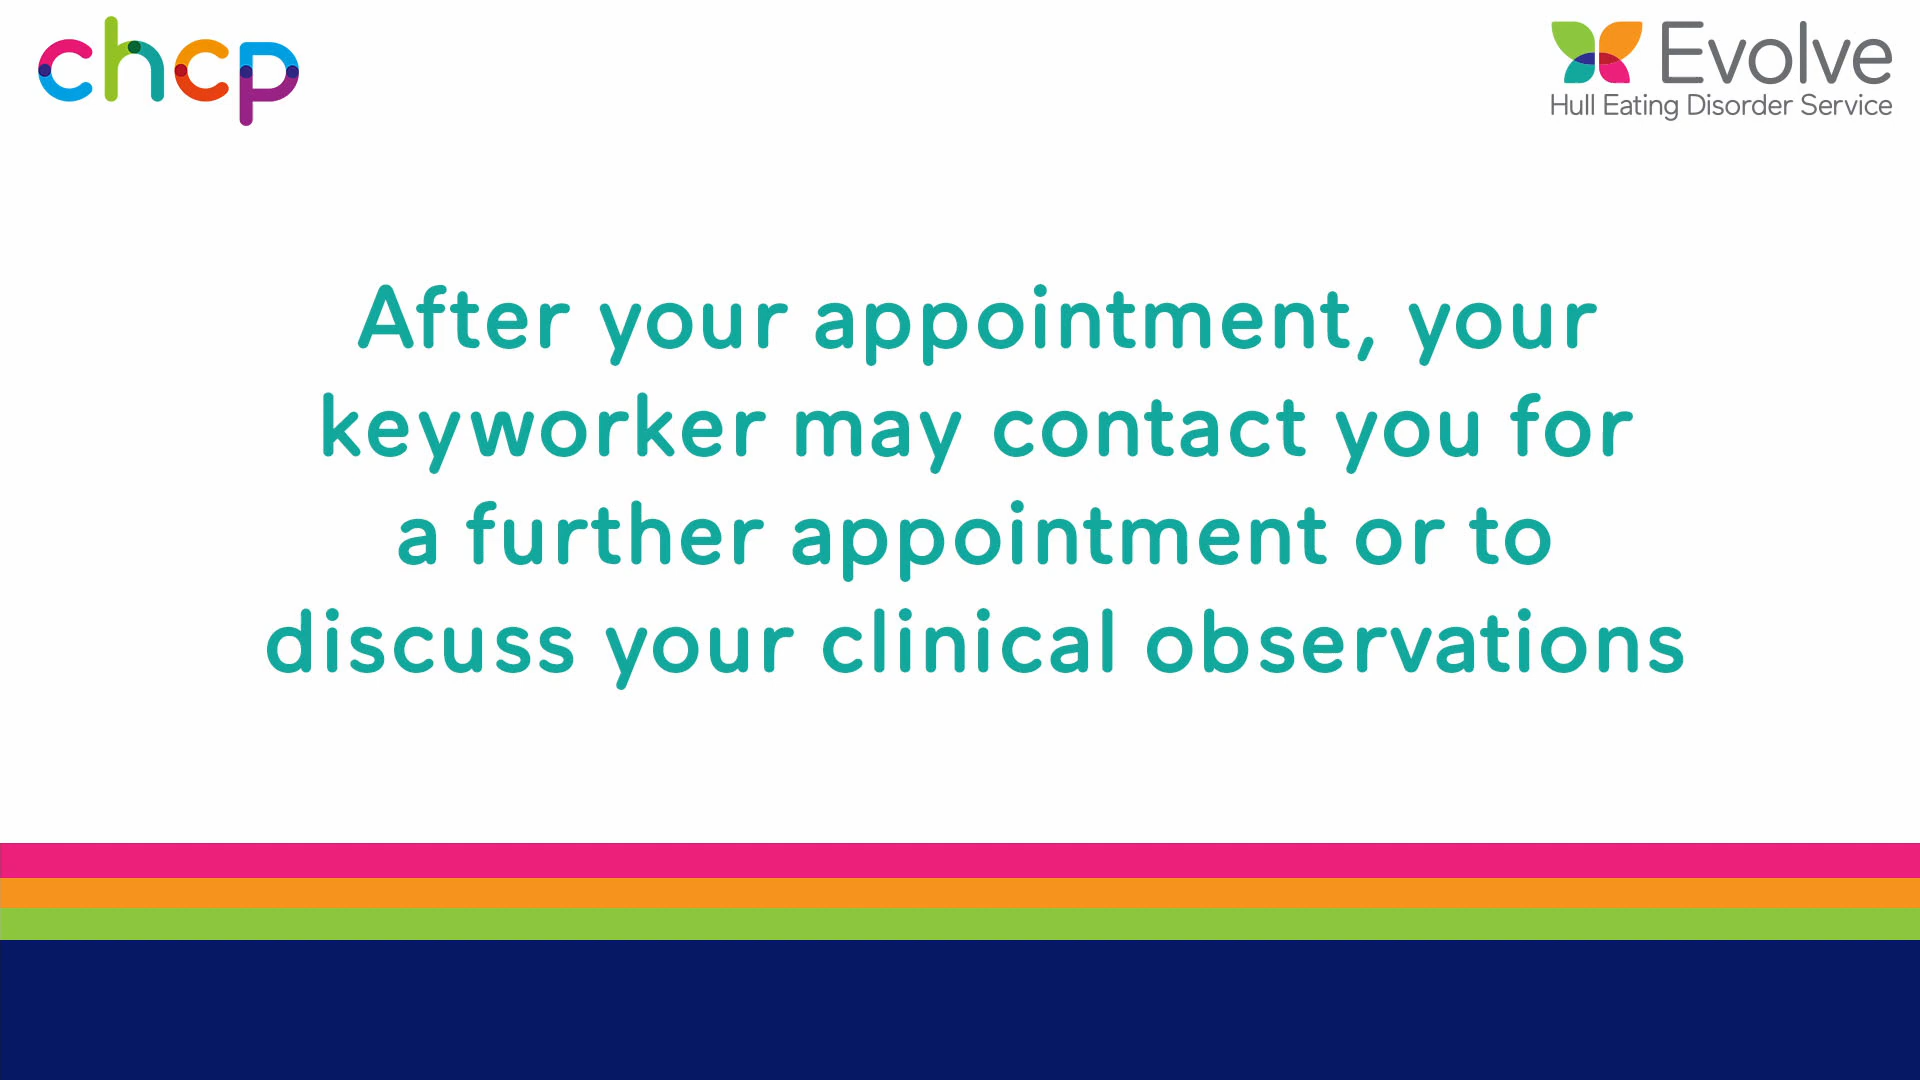 chcp
Evolve
Hull Eating Disorder Service
After your appointment, your
keyworker may contact you for
a further appointment or to
discuss your clinical observations